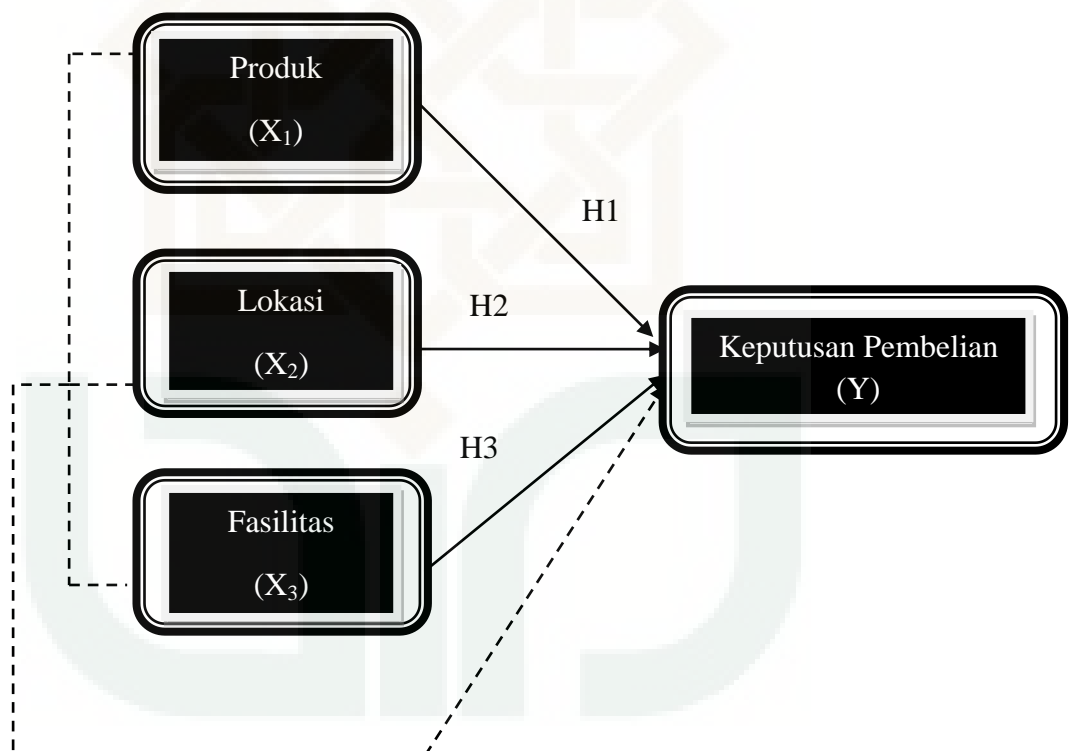 Produk
(X₁)
H1
Lokasi
(X₂)
H2
Keputusan Pembelian
(Y)
H3
Fasilitas
(X₃)